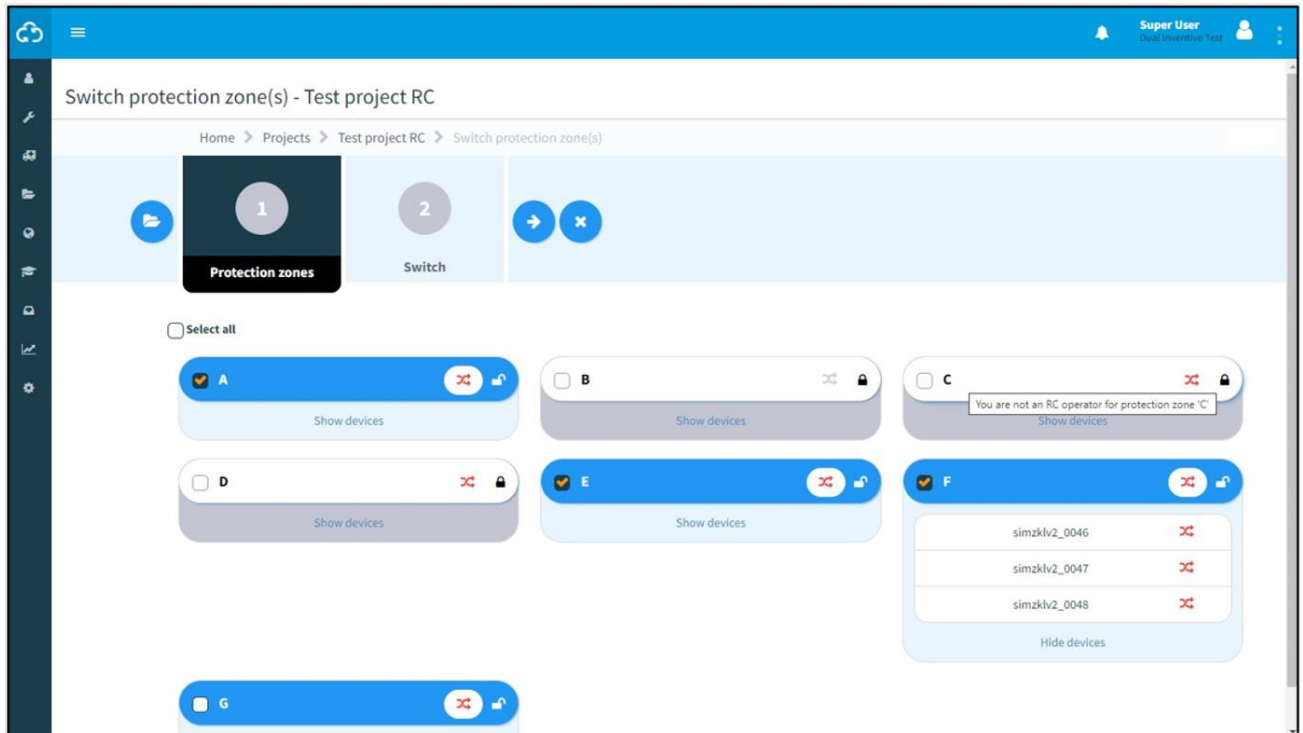 Super User
Dual Inventive Test
Switch protection zone(s) - Test project RC
Home > Projects > Test project RC > Switch protection zone(s)
1
2
Protection zones
Switch
Select all
A
B
C
You are not an RC operator for protection zone 'C'
Show devices
Show devices
Show devices
D
E
F
Show devices
Show devices
simzklv2_0046
simzklv2_0047
simzklv2_0048
Hide devices
G